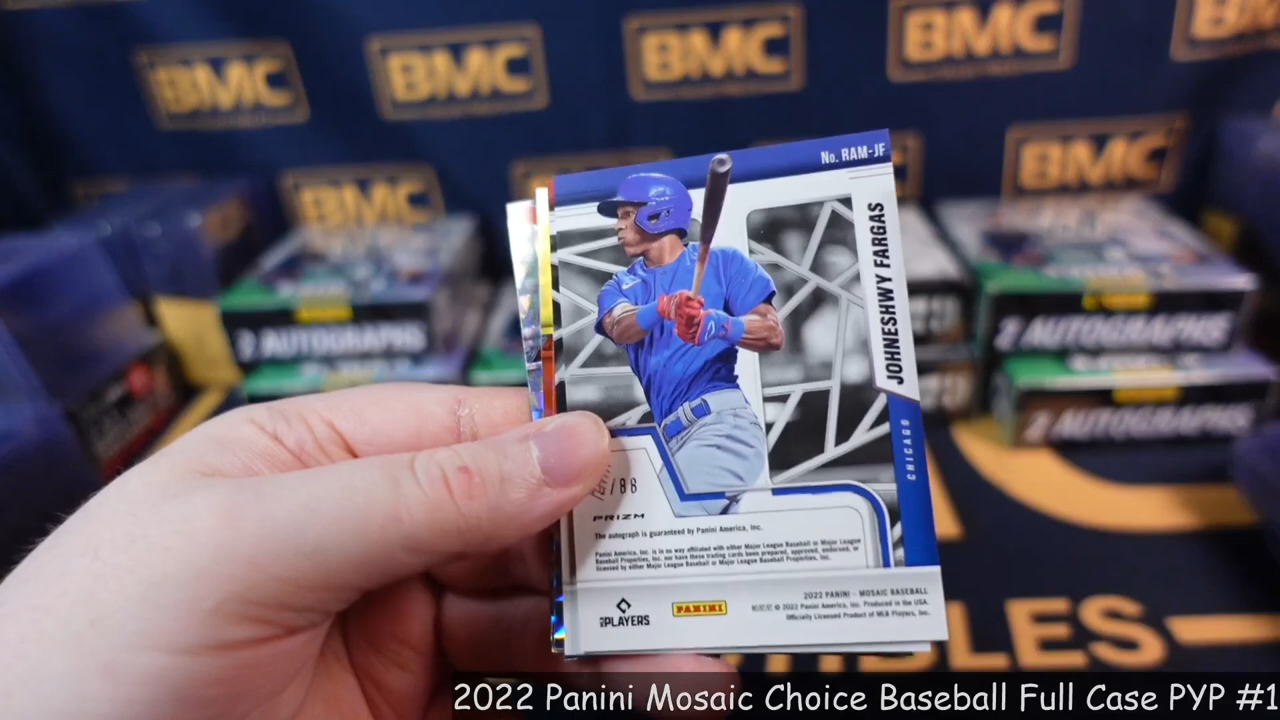 BMC
BMC
BMC
BMC
BMC
BMC
BMC
No. RAM-JF
JOHNESHWY FARGAS
CHICAGO
/88
PRIZM
The autograph is guaranteed by Panini America, Inc.
Panini America, Inc. is in no way affiliated with either Major League Baseball or Major League
Baseball Properties, Inc. nor have these trading cards been prepared, approved, endorsed, or
licensed by either Major League Baseball or Major League Baseball Properties, Inc.
2022 PANINI - MOSAIC BASEBALL
© 2022 Panini America, Inc. Produced in the USA.
Officially Licensed Product of MLB Players, Inc.
PLAYERS
PANINI
2 AUTOGRAPHS
2 AUTOGRAPHS
2 AUTOGRAPHS
2022 Panini Mosaic Choice Baseball Full Case PYP #1